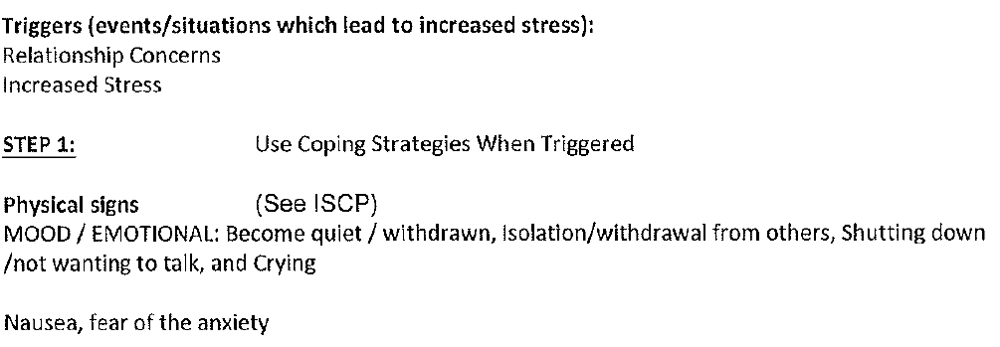 Triggers (events/situations which lead to increased stress):
Relationship Concerns
Increased Stress
STEP 1: Use Coping Strategies When Triggered
Physical signs (See ISCP)
MOOD / EMOTIONAL: Become quiet / withdrawn, Isolation/withdrawal from others, Shutting down
/not wanting to talk, and Crying
Nausea, fear of the anxiety